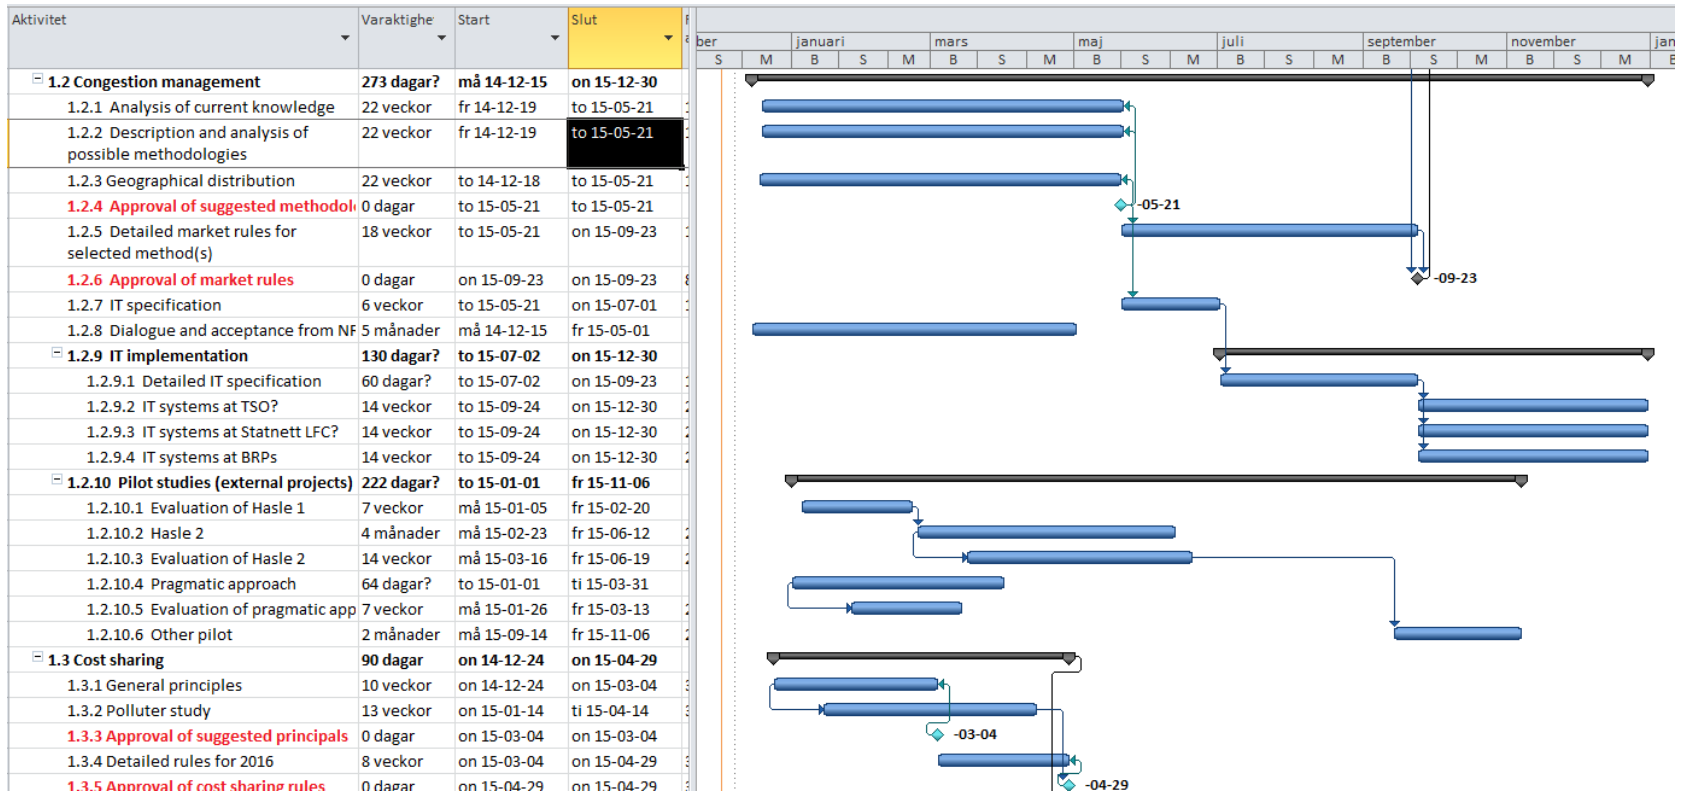 Aktivitet Varaktighe Start Slut
ber januari mars maj juli september november jan
S M B S M B S M B S M B S M B S M B S M B
1.2 Congestion management 273 dagar? må 14-12-15 on 15-12-30
1.2.1 Analysis of current knowledge 22 veckor fr 14-12-19 to 15-05-21
1.2.2 Description and analysis of 22 veckor fr 14-12-19 to 15-05-21
possible methodologies
1.2.3 Geographical distribution 22 veckor to 14-12-18 to 15-05-21
1.2.4 Approval of suggested methodol 0 dagar to 15-05-21 to 15-05-21 -05-21
1.2.5 Detailed market rules for 18 veckor to 15-05-21 on 15-09-23
selected method(s)
1.2.6 Approval of market rules 0 dagar on 15-09-23 on 15-09-23 -09-23
1.2.7 IT specification 6 veckor to 15-05-21 on 15-07-01
1.2.8 Dialogue and acceptance from NF 5 månader må 14-12-15 fr 15-05-01
1.2.9 IT implementation 130 dagar? to 15-07-02 on 15-12-30
1.2.9.1 Detailed IT specification 60 dagar? to 15-07-02 on 15-09-23
1.2.9.2 IT systems at TSO? 14 veckor to 15-09-24 on 15-12-30
1.2.9.3 IT systems at Statnett LFC? 14 veckor to 15-09-24 on 15-12-30
1.2.9.4 IT systems at BRPs 14 veckor to 15-09-24 on 15-12-30
1.2.10 Pilot studies (external projects) 222 dagar? to 15-01-01 fr 15-11-06
1.2.10.1 Evaluation of Hasle 1 7 veckor må 15-01-05 fr 15-02-20
1.2.10.2 Hasle 2 4 månader må 15-02-23 fr 15-06-12
1.2.10.3 Evaluation of Hasle 2 14 veckor må 15-03-16 fr 15-06-19
1.2.10.4 Pragmatic approach 64 dagar? to 15-01-01 ti 15-03-31
1.2.10.5 Evaluation of pragmatic app 7 veckor må 15-01-26 fr 15-03-13
1.2.10.6 Other pilot 2 månader må 15-09-14 fr 15-11-06
1.3 Cost sharing 90 dagar on 14-12-24 on 15-04-29
1.3.1 General principles 10 veckor on 14-12-24 on 15-03-04
1.3.2 Polluter study 13 veckor on 15-01-14 ti 15-04-14
1.3.3 Approval of suggested principals 0 dagar on 15-03-04 on 15-03-04 -03-04
1.3.4 Detailed rules for 2016 8 veckor on 15-03-04 on 15-04-29
1.3.5 Approval of cost sharing rules 0 dagar on 15-04-29 on 15-04-29 -04-29